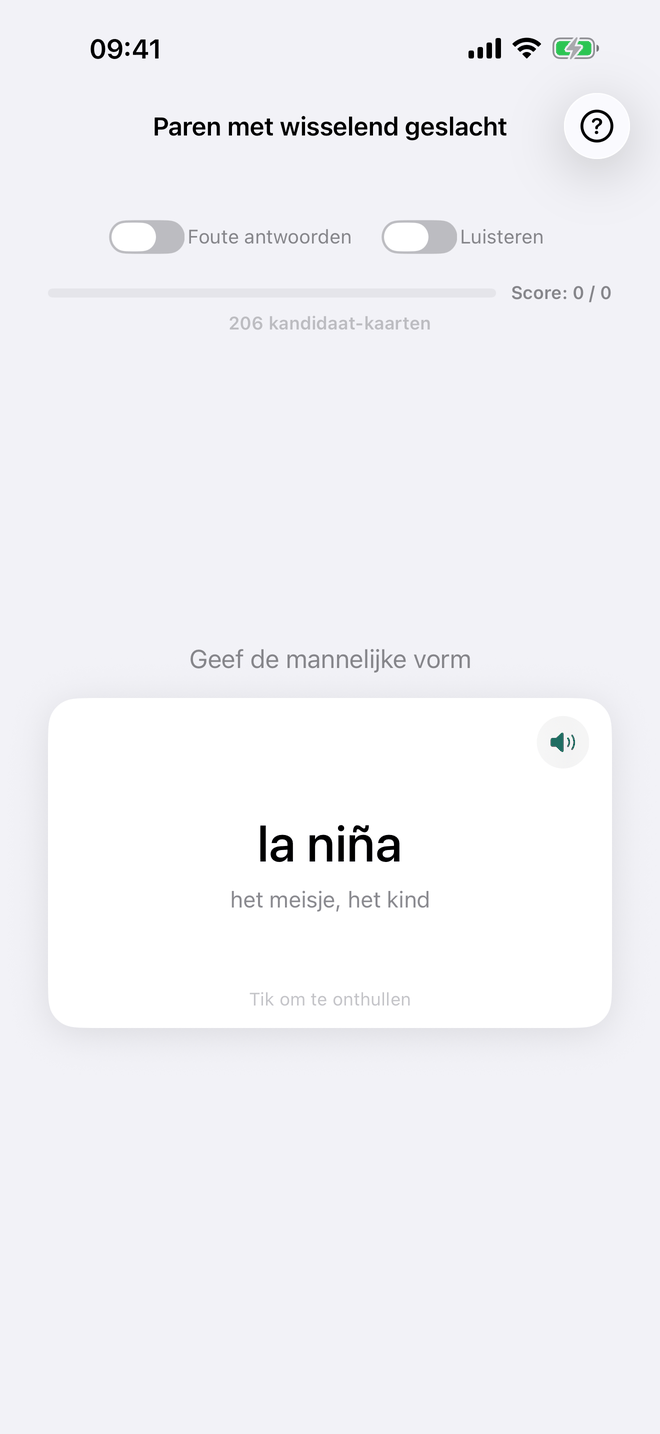 09:41
Paren met wisselend geslacht
Foute antwoorden Luisteren
Score: 0 / 0
206 kandidaat-kaarten
Geef de mannelijke vorm
la niña
het meisje, het kind
Tik om te onthullen